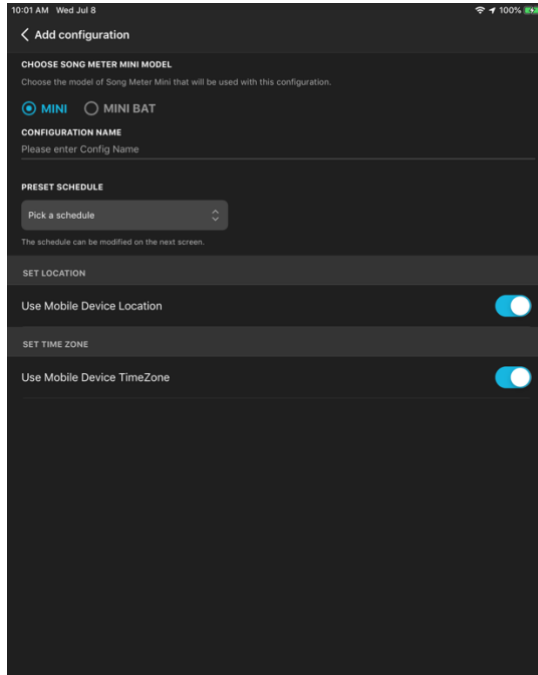 10:01 AM Wed Jul 8
100%
Add configuration
CHOOSE SONG METER MINI MODEL
Choose the model of Song Meter Mini that will be used with this configuration.
MINI MINI BAT
CONFIGURATION NAME
Please enter Config Name
PRESET SCHEDULE
Pick a schedule
The schedule can be modified on the next screen.
SET LOCATION
Use Mobile Device Location
SET TIME ZONE
Use Mobile Device TimeZone